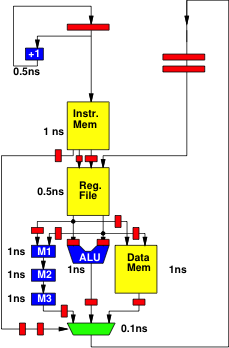 +1
0.5ns
Instr.
Mem
1 ns
Reg.
File
0.5ns
1ns
M1
ALU
Data
Mem
1ns
1ns
1ns
M2
1ns
M3
0.1ns